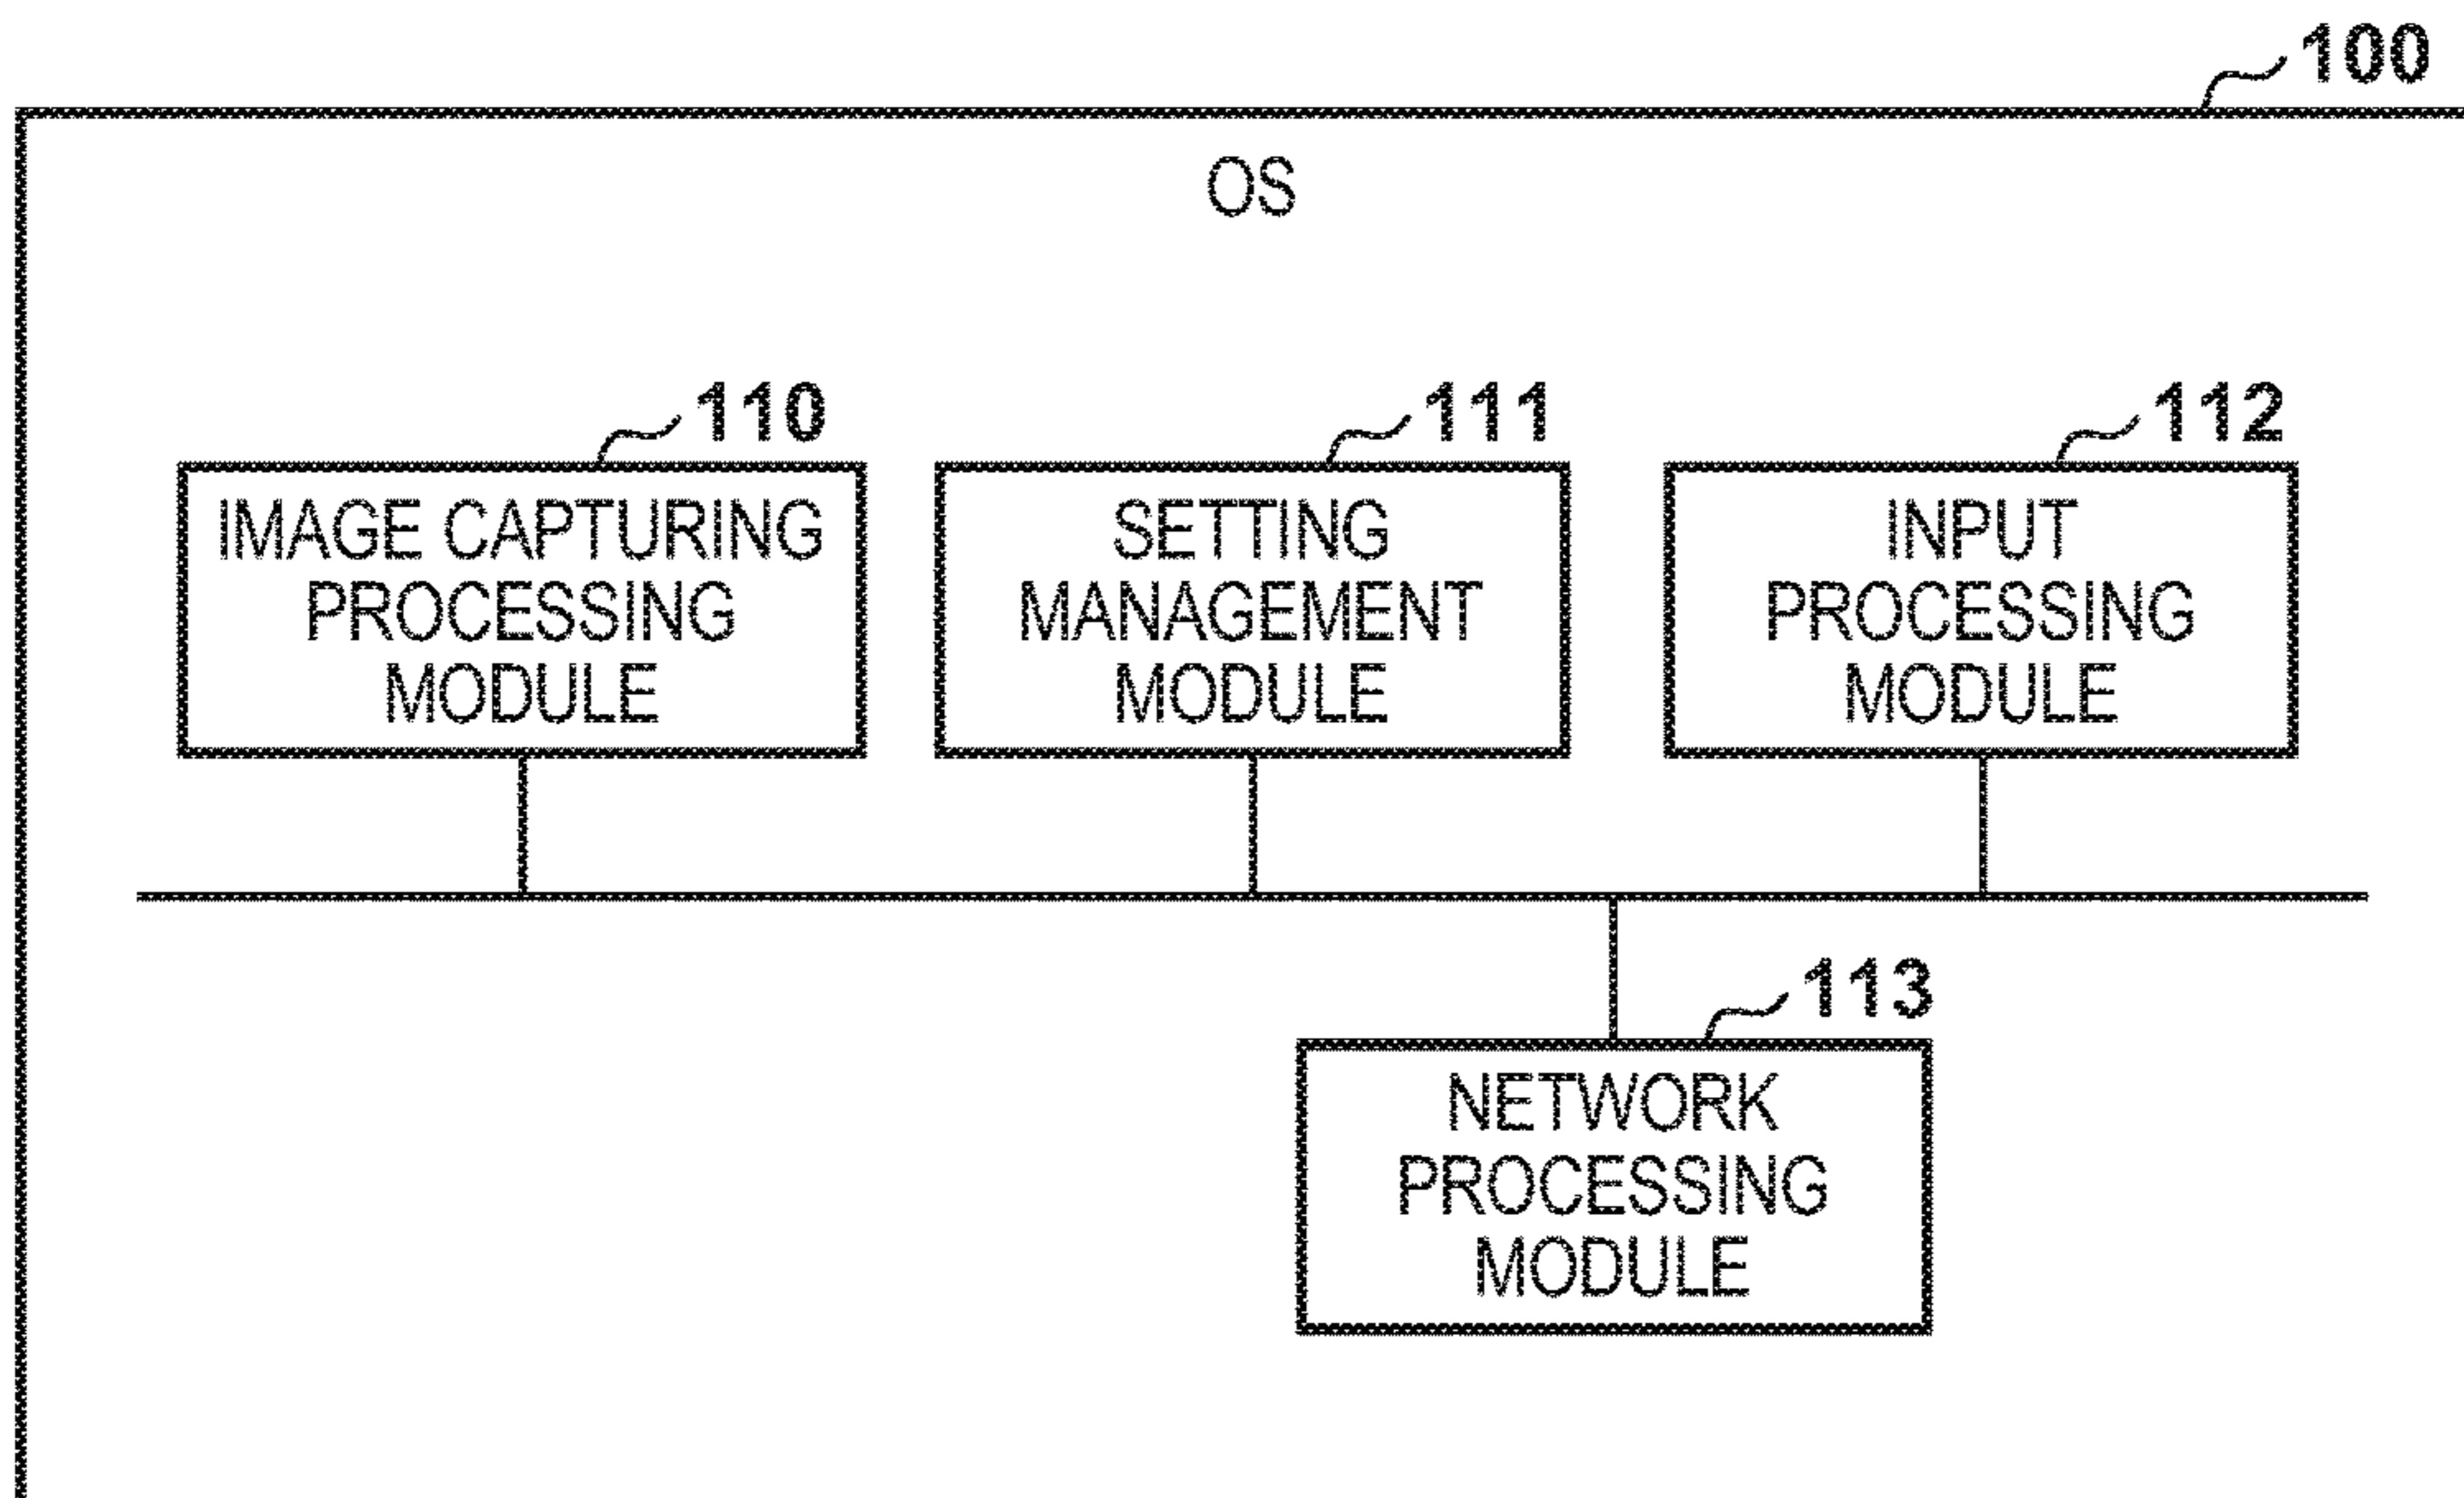 100
OS
110
IMAGE CAPTURING
PROCESSING
MODULE
111
SETTING
MANAGEMENT
MODULE
112
INPUT
PROCESSING
MODULE
113
NETWORK
PROCESSING
MODULE